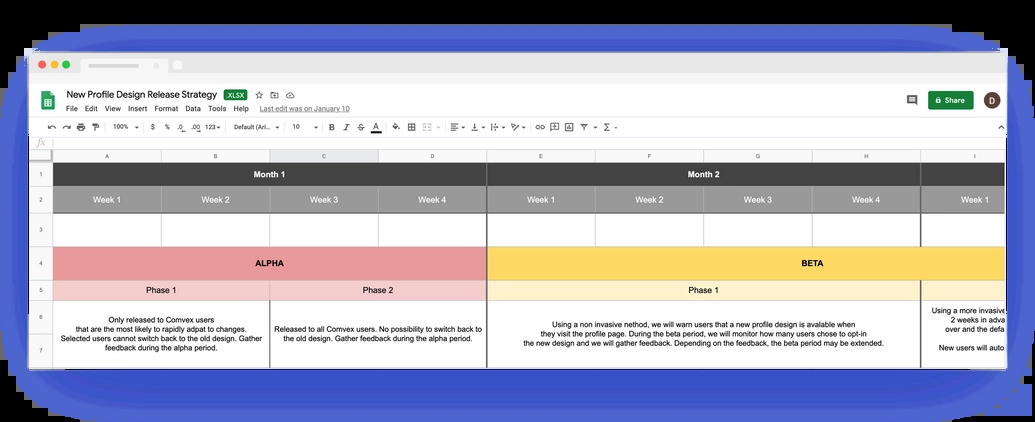 New Profile Design Release Strategy .XLSX
File Edit View Insert Format Data Tools Help Last edit was on January 10
Share D
100% $ % .0 .00 123 Default (Ari... 10 B I S A
fx
A B C D E F G H I
1 Month 1 Month 2
2 Week 1 Week 2 Week 3 Week 4 Week 1 Week 2 Week 3 Week 4 Week 1
3
4 ALPHA BETA
5 Phase 1 Phase 2 Phase 1
6
7
Only released to Comvex users
that are the most likely to rapidly adpat to changes.
Selected users cannot switch back to the old design. Gather
feedback during the alpha period.
Released to all Comvex users. No possibility to switch back to
the old design. Gather feedback during the alpha period.
Using a non invasive nethod, we will warn users that a new profile design is avalable when
they visit the profile page. During the beta period, we will monitor how many users chose to opt-in
the new design and we will gather feedback. Depending on the feedback, the beta period may be extended.
Using a more invasive
2 weeks in adva
over and the defa
New users will auto